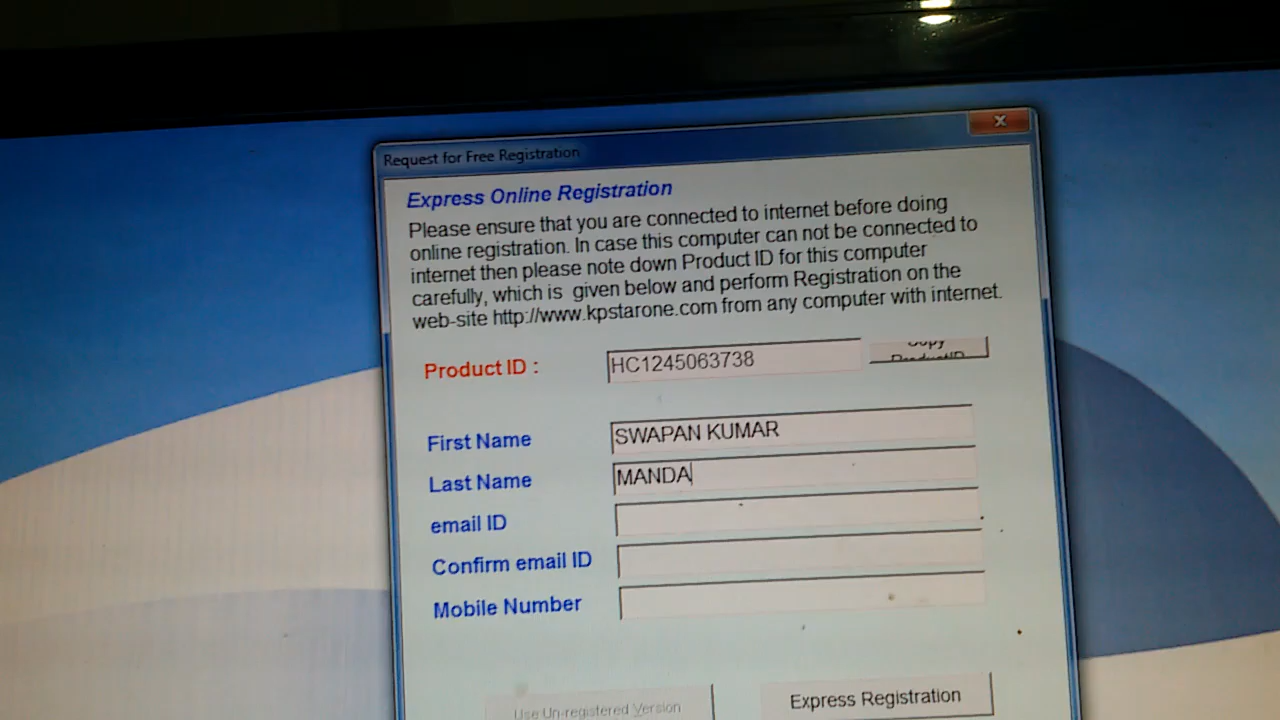 Request for Free Registration
Express Online Registration
Please ensure that you are connected to internet before doing
online registration. In case this computer can not be connected to
internet then please note down Product ID for this computer
carefully, which is given below and perform Registration on the
web-site http://www.kpstarone.com from any computer with internet.
Product ID : HC1245063738 Copy ProductID
First Name SWAPAN KUMAR
Last Name MANDA
email ID
Confirm email ID
Mobile Number
Use Un-registered Version Express Registration